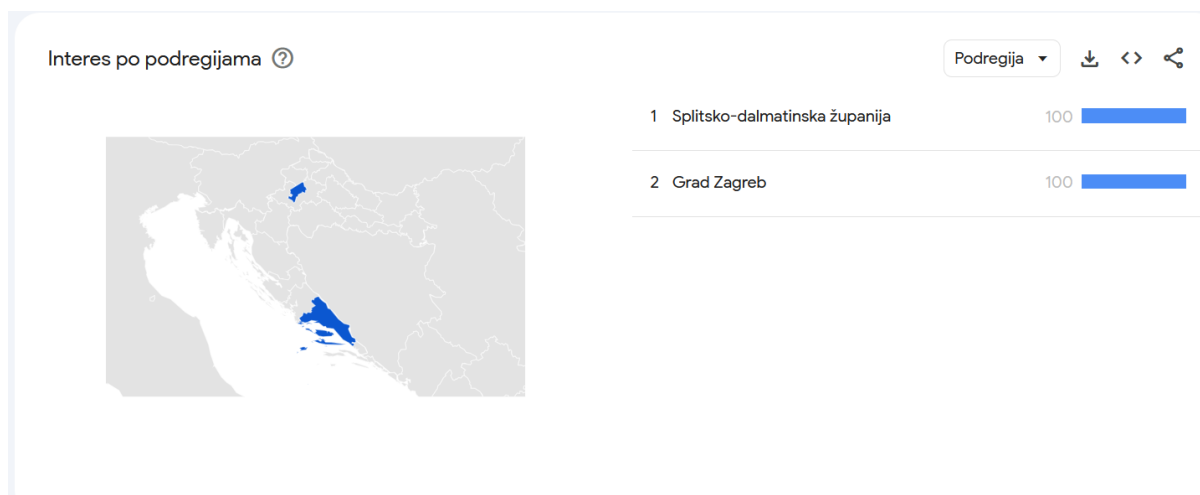 Interes po podregijama
Podregija
1 Splitsko-dalmatinska županija 100
2 Grad Zagreb 100